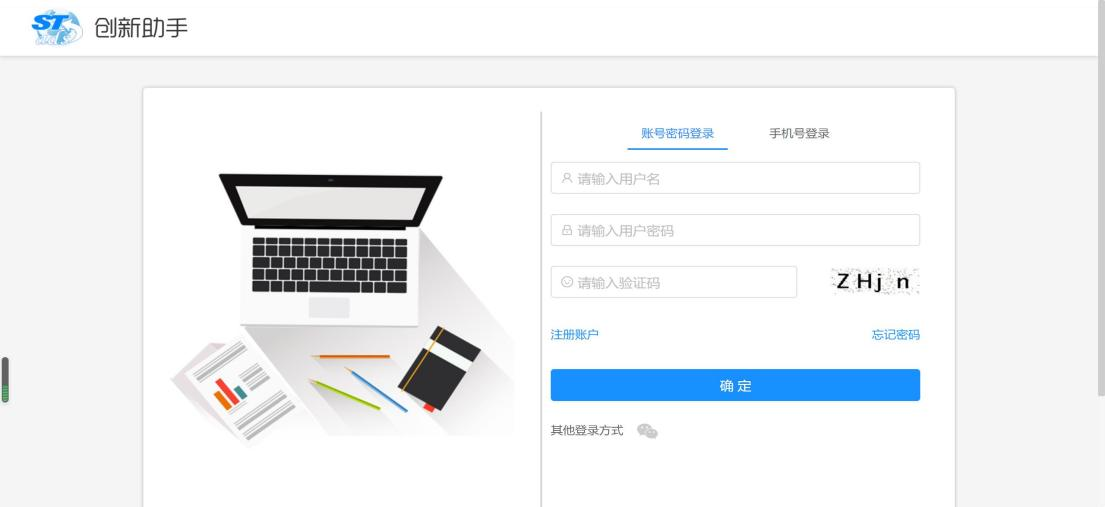 ST
创新助手
账号密码登录 手机号登录
请输入用户名
请输入用户密码
请输入验证码 ZHjn
注册账户 忘记密码
确定
其他登录方式